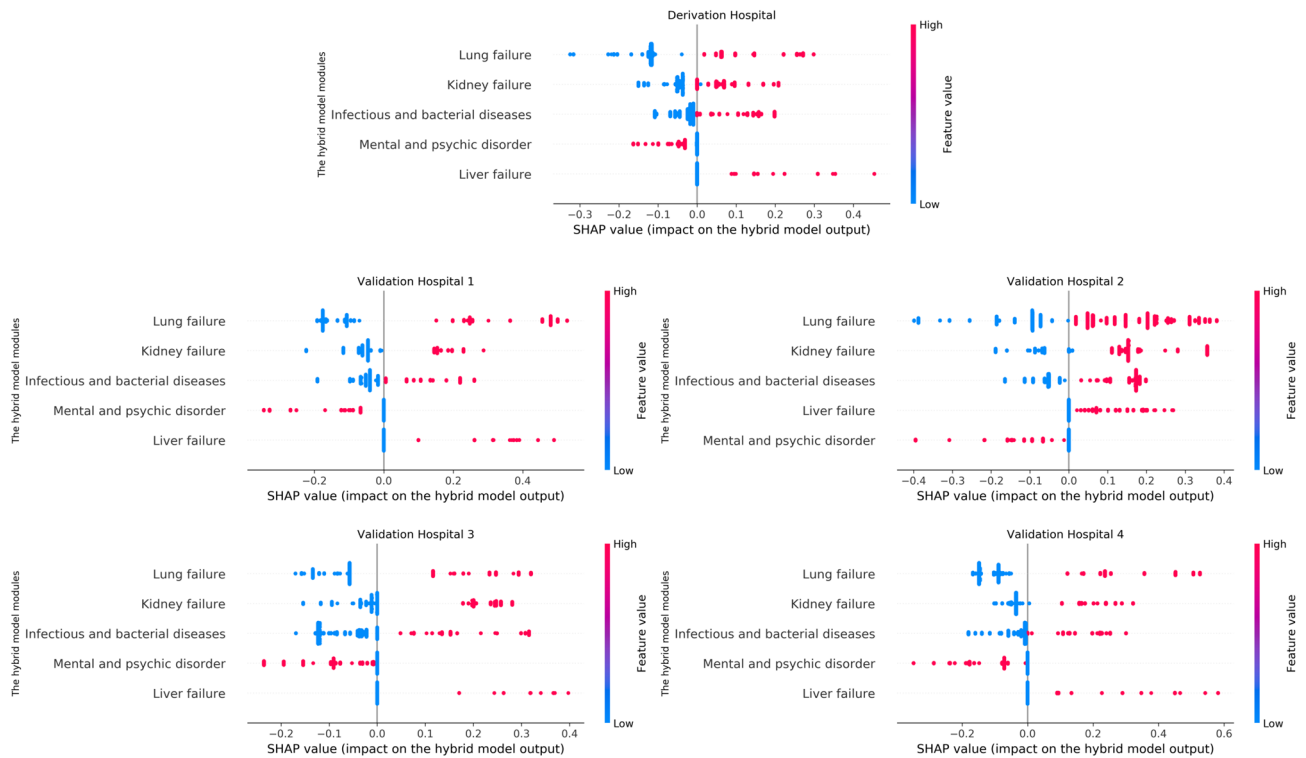 Derivation Hospital
The hybrid model modules
Lung failure
Kidney failure
Infectious and bacterial diseases
Mental and psychic disorder
Liver failure
−0.3 −0.2 −0.1 0.0 0.1 0.2 0.3 0.4
SHAP value (impact on the hybrid model output)
High
Feature value
Low
Validation Hospital 1
The hybrid model modules
Lung failure
Kidney failure
Infectious and bacterial diseases
Mental and psychic disorder
Liver failure
−0.2 0.0 0.2 0.4
SHAP value (impact on the hybrid model output)
High
Feature value
Low
Validation Hospital 2
The hybrid model modules
Lung failure
Kidney failure
Infectious and bacterial diseases
Liver failure
Mental and psychic disorder
−0.4 −0.3 −0.2 −0.1 0.0 0.1 0.2 0.3 0.4
SHAP value (impact on the hybrid model output)
High
Feature value
Low
Validation Hospital 3
The hybrid model modules
Lung failure
Kidney failure
Infectious and bacterial diseases
Mental and psychic disorder
Liver failure
−0.2 −0.1 0.0 0.1 0.2 0.3 0.4
SHAP value (impact on the hybrid model output)
High
Feature value
Low
Validation Hospital 4
The hybrid model modules
Lung failure
Kidney failure
Infectious and bacterial diseases
Mental and psychic disorder
Liver failure
−0.2 0.0 0.2 0.4 0.6
SHAP value (impact on the hybrid model output)
High
Feature value
Low